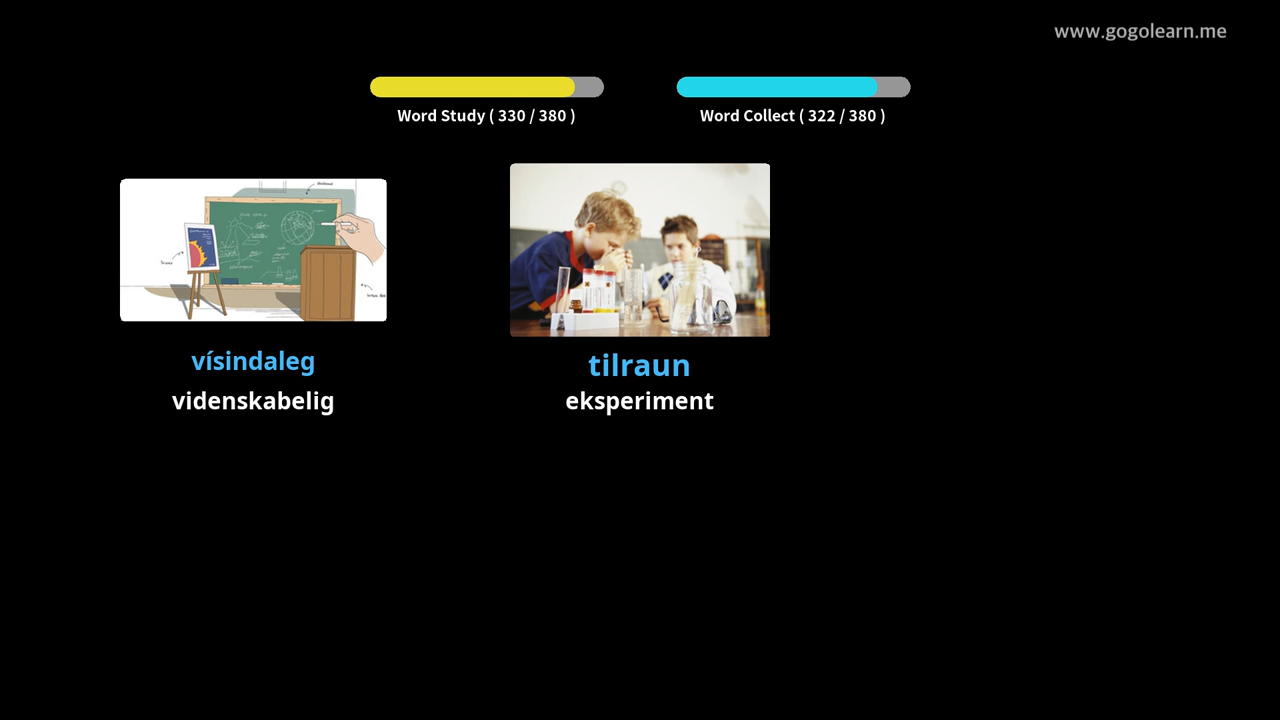 www.gogolearn.me
Word Study ( 330 / 380 )
Word Collect ( 322 / 380 )
vísindaleg
videnskabelig
tilraun
eksperiment